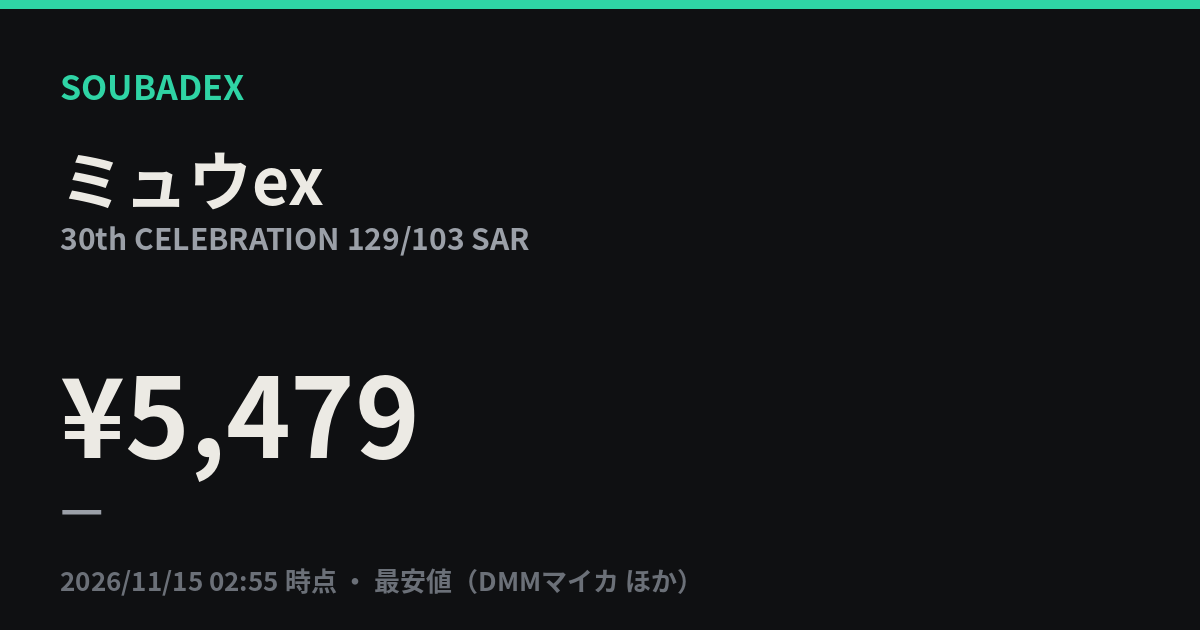 SOUBADEX
ミュウex
30th CELEBRATION 129/103 SAR
¥5,479
—
2026/11/15 02:55 時点 ・ 最安値（DMMマイカ ほか）